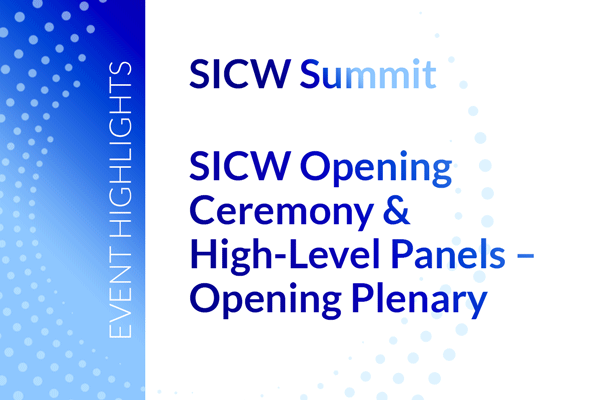 EVENT HIGHLIGHTS
SICW Summit
SICW Opening
Ceremony &
High-Level Panels –
Opening Plenary